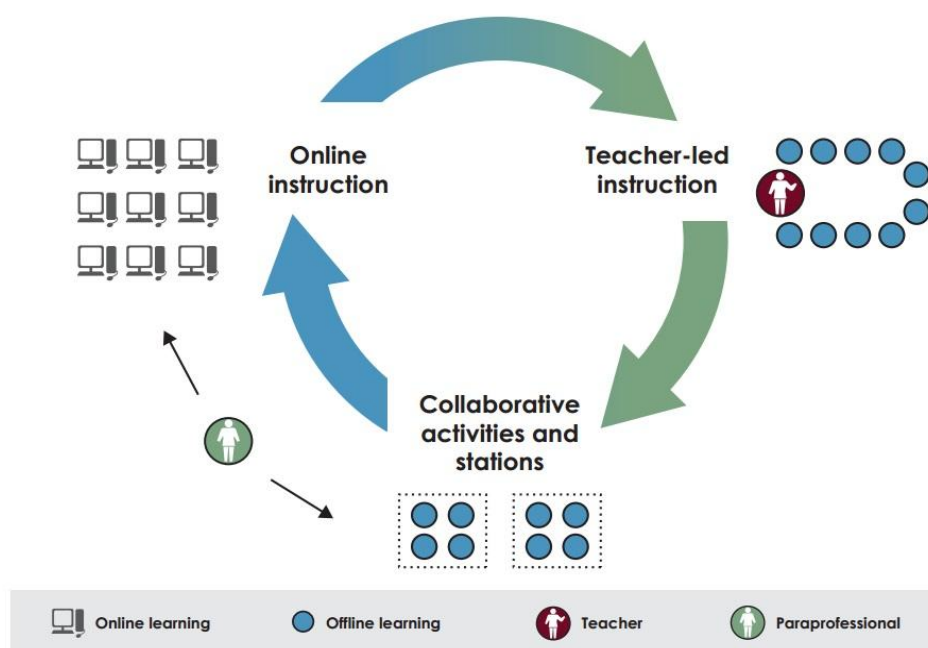 Online
instruction
Teacher-led
instruction
Collaborative
activities and
stations
Online learning
Offline learning
Teacher
Paraprofessional